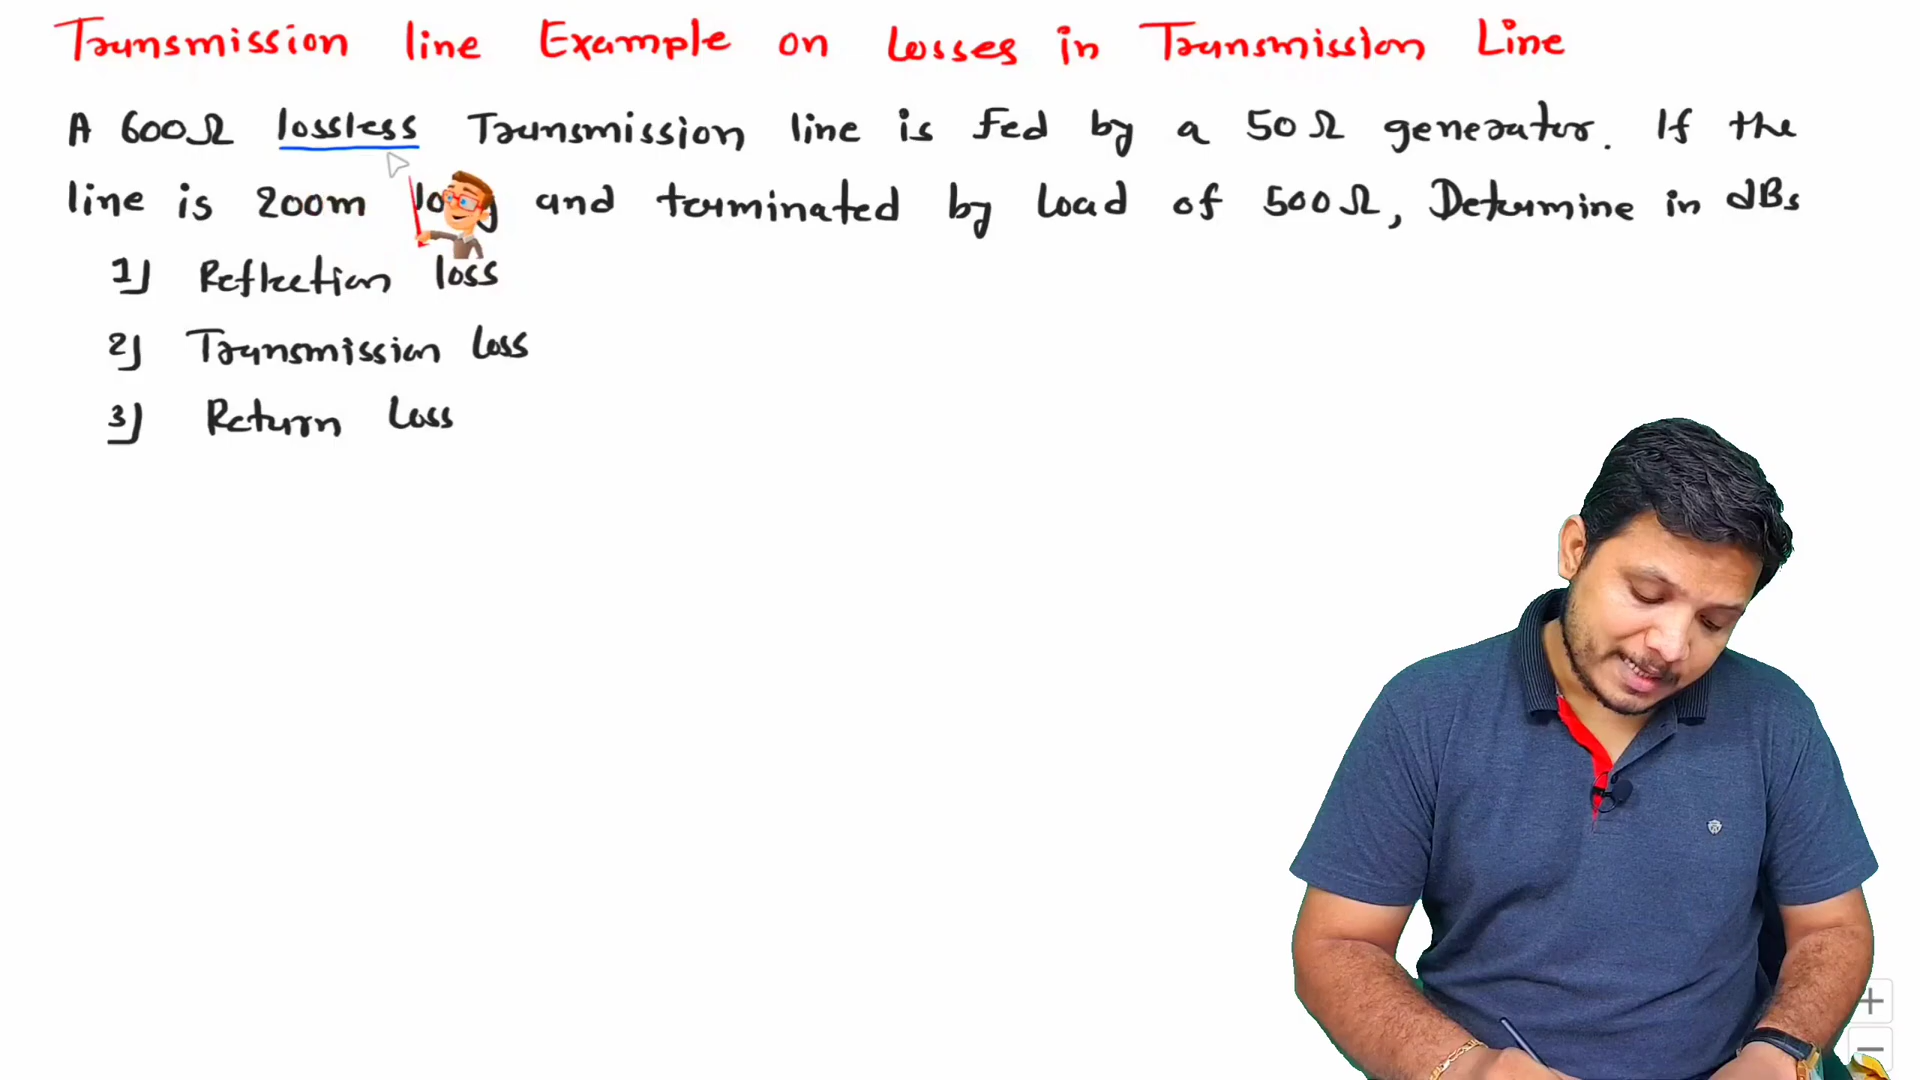 Transmission line Example on Losses in Transmission Line
A 600Ω lossless Transmission line is fed by a 50Ω generator. If the
line is 200m long and terminated by load of 500Ω, Determine in dBs
1) Reflection loss
2) Transmission Loss
3) Return Loss